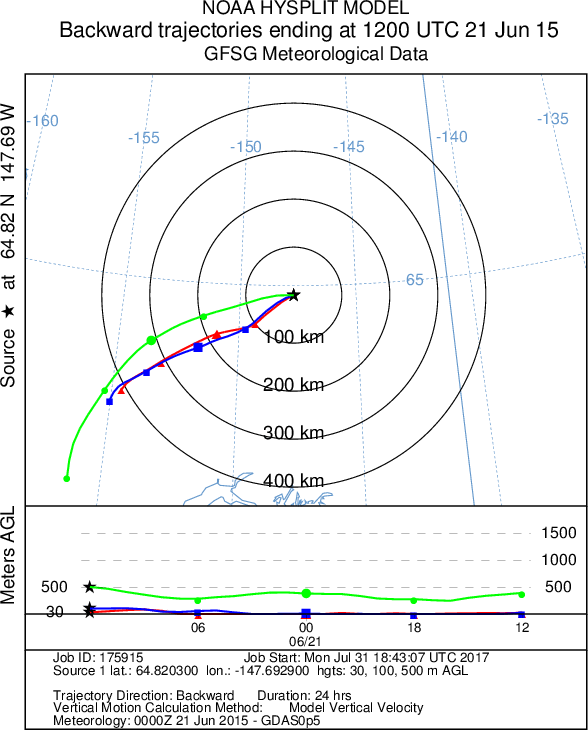 NOAA HYSPLIT MODEL
Backward trajectories ending at 1200 UTC 21 Jun 15
GFSG Meteorological Data
Source ★ at 64.82 N 147.69 W
-160
-155
-150
-145
-140
-135
65
100 km
200 km
300 km
400 km
Meters AGL
1500
1000
500 500
30
06 00 18 12
06/21
Job ID: 175915 Job Start: Mon Jul 31 18:43:07 UTC 2017
Source 1 lat.: 64.820300 lon.: -147.692900 hgts: 30, 100, 500 m AGL
Trajectory Direction: Backward Duration: 24 hrs
Vertical Motion Calculation Method: Model Vertical Velocity
Meteorology: 0000Z 21 Jun 2015 - GDAS0p5